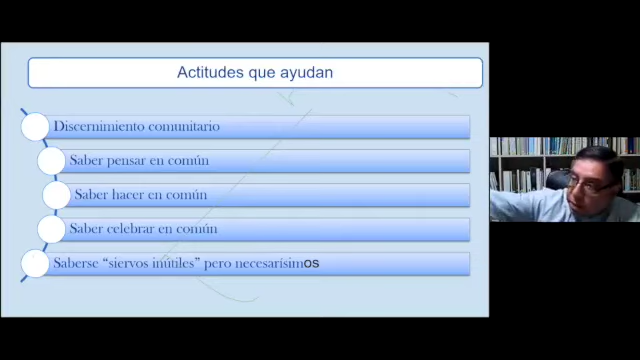 Actitudes que ayudan
Discernimiento comunitario
Saber pensar en común
Saber hacer en común
Saber celebrar en común
Saberse “siervos inútiles” pero necesarísimos